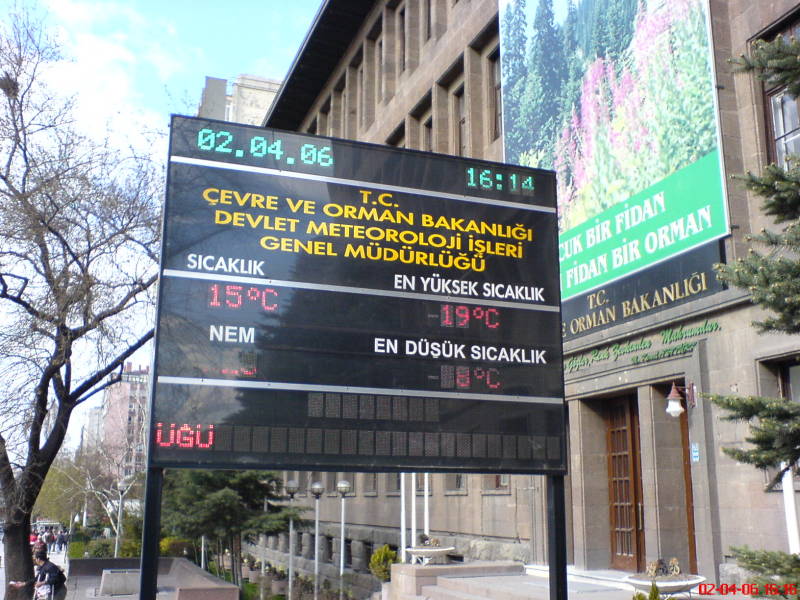 02.04.06
16:14
T.C.
ÇEVRE VE ORMAN BAKANLIĞI
DEVLET METEOROLOJİ İŞLERİ
GENEL MÜDÜRLÜĞÜ
SICAKLIK
EN YÜKSEK SICAKLIK
15°C
19°C
NEM
EN DÜŞÜK SICAKLIK
8°C
ÜĞÜ
CUK BİR FİDAN
FİDAN BİR ORMAN
T.C.
ORMAN BAKANLIĞI
02-04-06